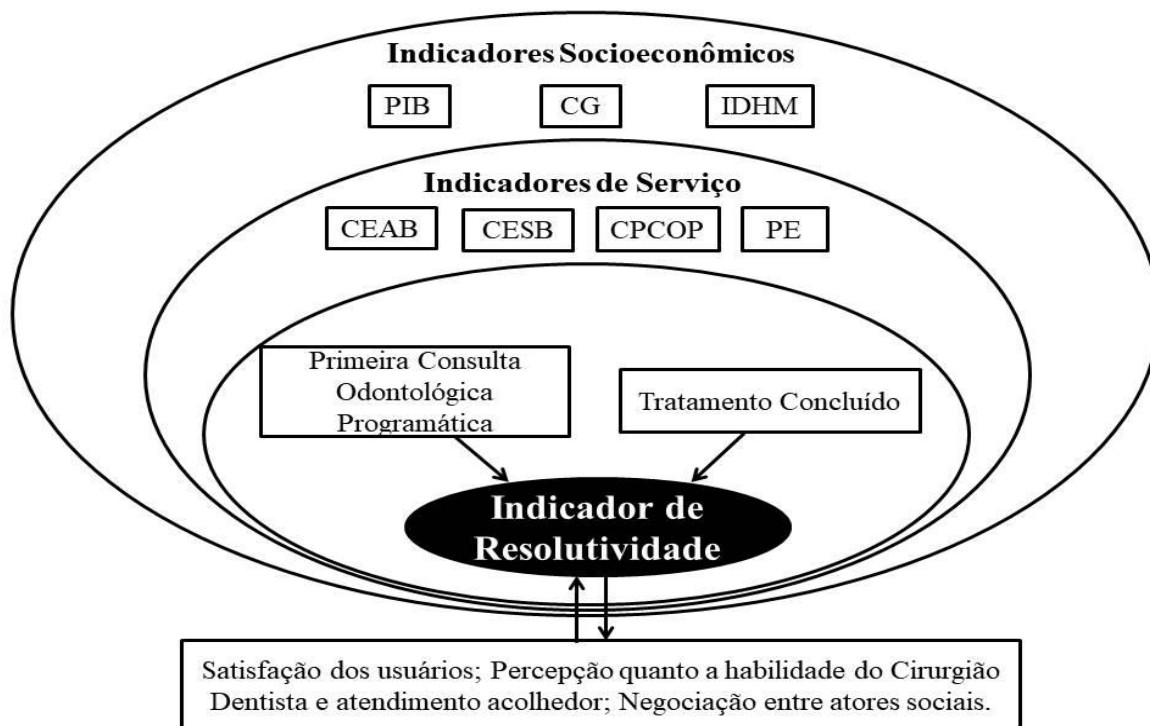 Indicadores Socioeconômicos
PIB
CG
IDHM
Indicadores de Serviço
CEAB
CESB
CPCOP
PE
Primeira Consulta
Odontológica
Programática
Tratamento Concluído
Indicador de
Resolutividade
Satisfação dos usuários; Percepção quanto a habilidade do Cirurgião
Dentista e atendimento acolhedor; Negociação entre atores sociais.